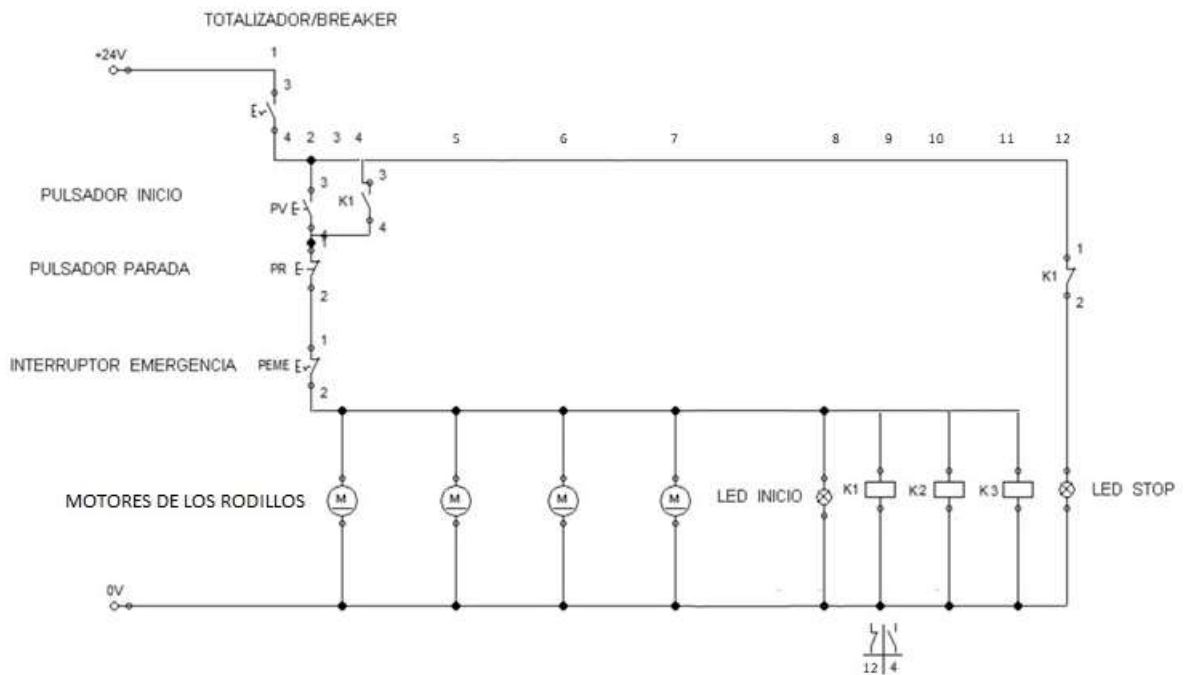 TOTALIZADOR/BREAKER
+24V
1
3
4 2 3 4 5 6 7 8 9 10 11 12
PULSADOR INICIO
3
PV
4
K1
3
4
PULSADOR PARADA
1
PR
2
K1
1
2
INTERRUPTOR EMERGENCIA
1
PEME
2
MOTORES DE LOS RODILLOS
M
M
M
M
LED INICIO
K1
K2
K3
LED STOP
0V
12 4